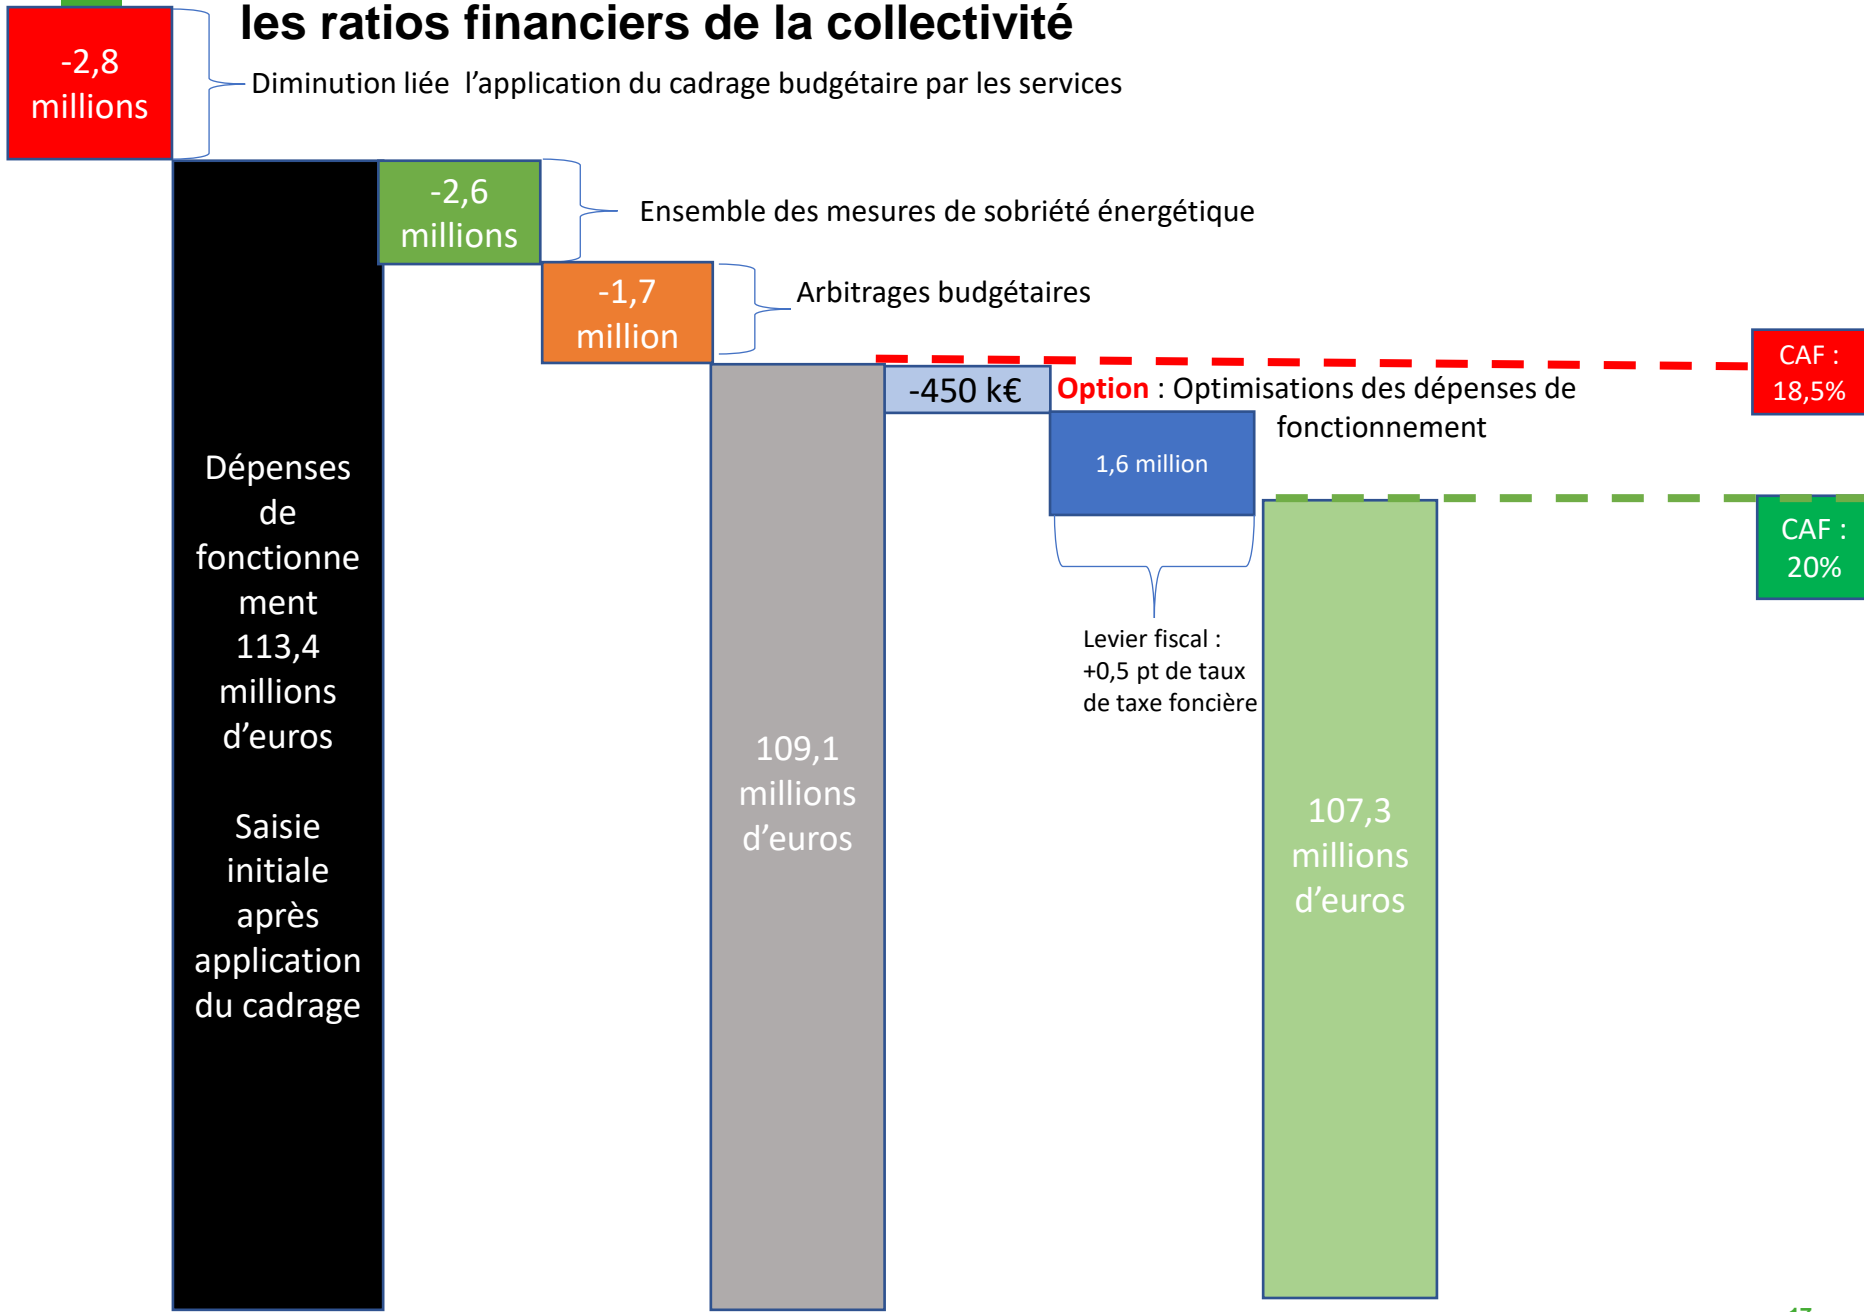 les ratios financiers de la collectivité
-2,8
millions
Diminution liée  l’application du cadrage budgétaire par les services
-2,6
millions
Ensemble des mesures de sobriété énergétique
-1,7
million
Arbitrages budgétaires
CAF :
18,5%
-450 k€
Option : Optimisations des dépenses de
fonctionnement
1,6 million
Dépenses
de
fonctionne
ment
113,4
millions
d’euros
Saisie
initiale
après
application
du cadrage
CAF :
20%
Levier fiscal :
+0,5 pt de taux
de taxe foncière
109,1
millions
d’euros
107,3
millions
d’euros
17